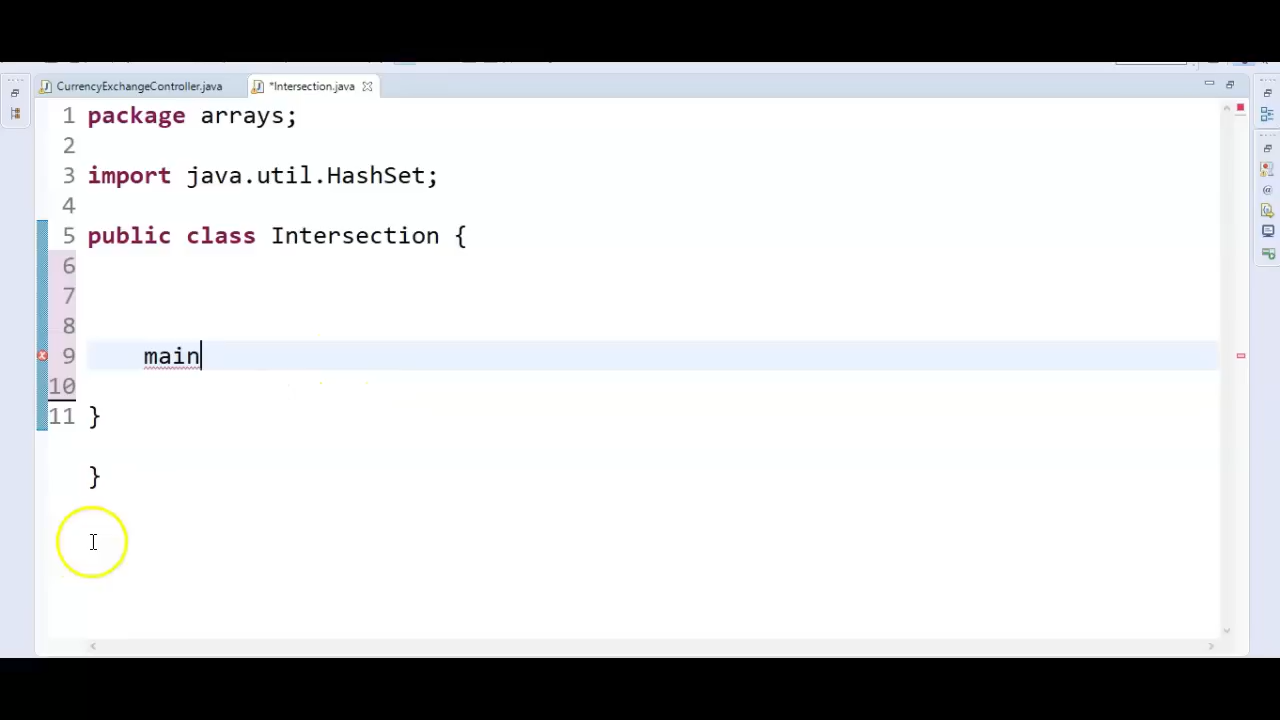 CurrencyExchangeController.java
*Intersection.java
1 package arrays;
2
3 import java.util.HashSet;
4
5 public class Intersection {
6
7
8
9 main
10
11 }
}